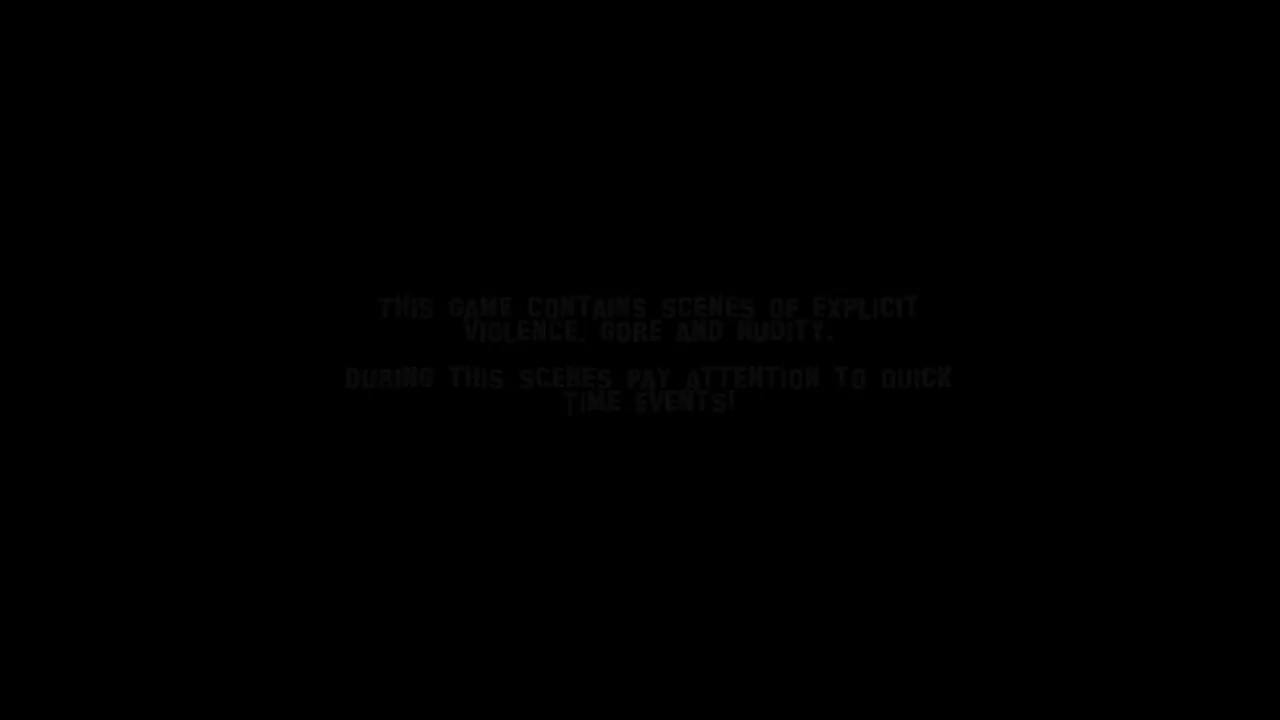 THIS GAME CONTAINS SCENES OF EXPLICIT
VIOLENCE, GORE AND NUDITY.
DURING THIS SCENES PAY ATTENTION TO QUICK
TIME EVENTS!